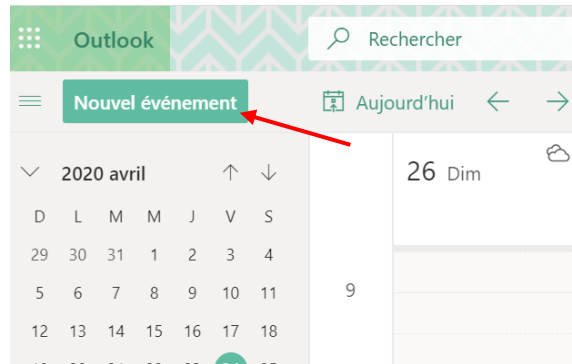 Outlook
Rechercher
Nouvel événement
Aujourd'hui
2020 avril
D L M M J V S
29 30 31 1 2 3 4
5 6 7 8 9 10 11
12 13 14 15 16 17 18
26 Dim
9